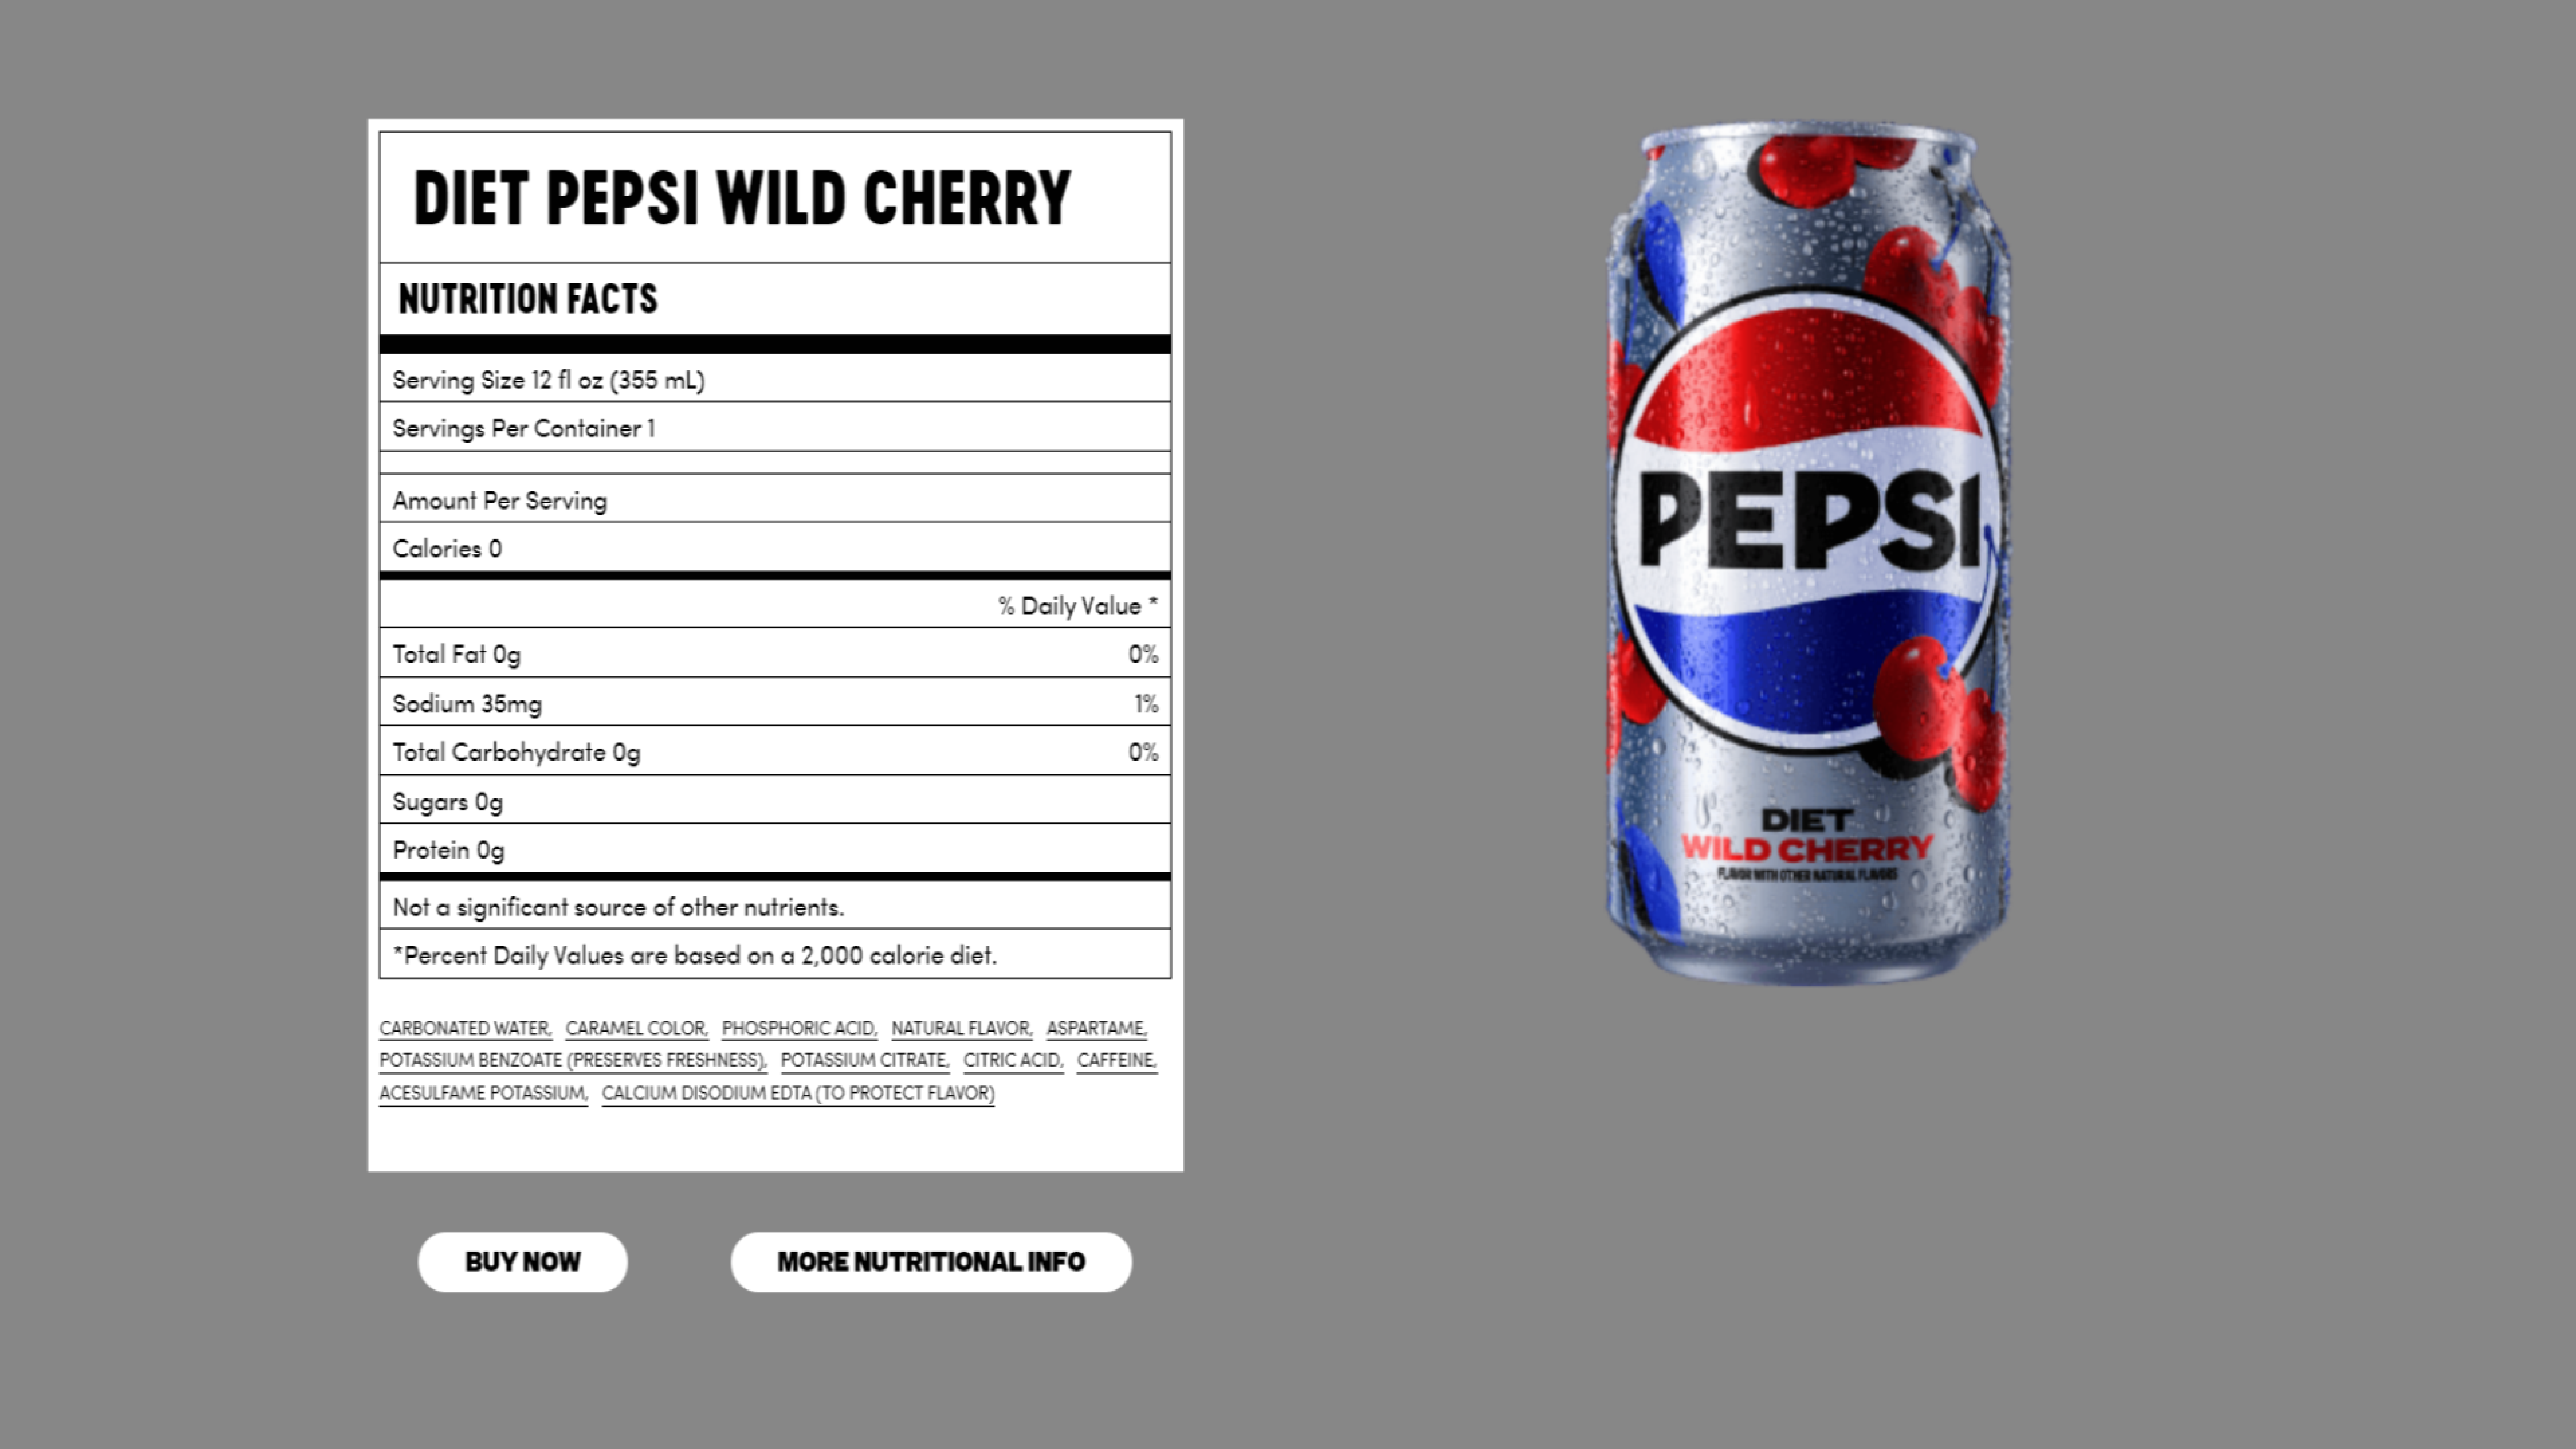 DIET PEPSI WILD CHERRY
NUTRITION FACTS
Serving Size 12 fl oz (355 mL)
Servings Per Container 1
Amount Per Serving
Calories 0
% Daily Value *
Total Fat 0g 0%
Sodium 35mg 1%
Total Carbohydrate 0g 0%
Sugars 0g
Protein 0g
Not a significant source of other nutrients.
*Percent Daily Values are based on a 2,000 calorie diet.
CARBONATED WATER, CARAMEL COLOR, PHOSPHORIC ACID, NATURAL FLAVOR, ASPARTAME,
POTASSIUM BENZOATE (PRESERVES FRESHNESS), POTASSIUM CITRATE, CITRIC ACID, CAFFEINE,
ACESULFAME POTASSIUM, CALCIUM DISODIUM EDTA (TO PROTECT FLAVOR)
BUY NOW
MORE NUTRITIONAL INFO
PEPSI
DIET
WILD CHERRY
FLAVOR WITH OTHER NATURAL FLAVORS